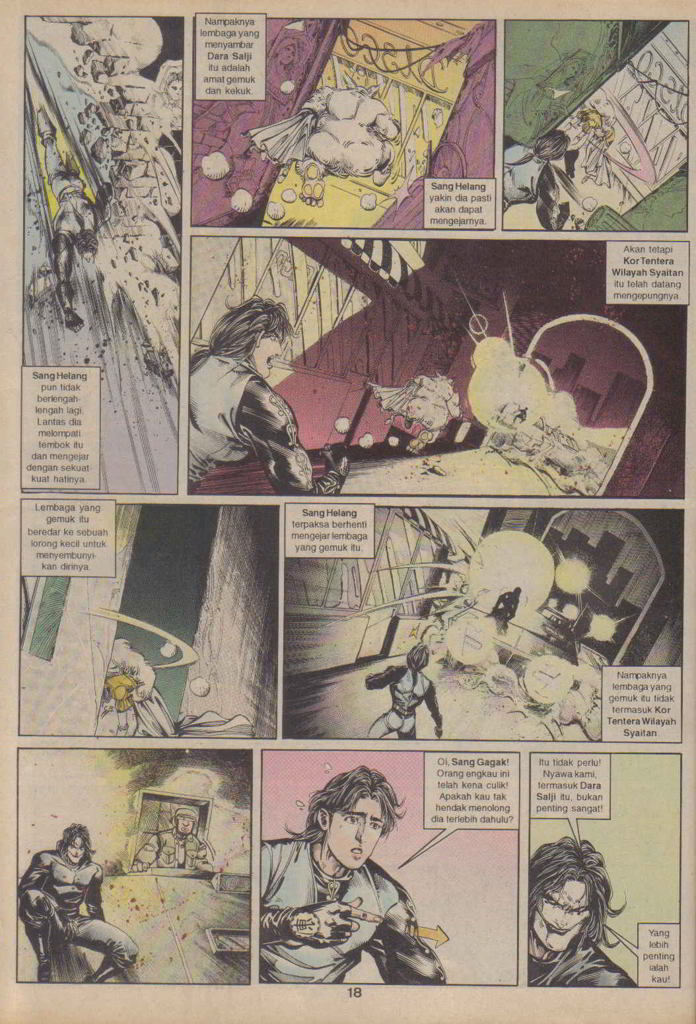 Nampaknya
lembaga yang
menyambar
Dara Salji
itu adalah
amat gemuk
dan kekuk.
Sang Helang
yakin dia pasti
akan dapat
mengejarnya.
Sang Helang
pun tidak
berlengah-
lengah lagi.
Lantas dia
melompati
tembok itu
dan mengejar
dengan sekuat-
kuat hatinya.
Akan tetapi
Kor Tentera
Wilayah Syaitan
itu telah datang
mengepungnya.
Lembaga yang
gemuk itu
beredar ke sebuah
lorong kecil untuk
menyembunyi-
kan dirinya.
Sang Helang
terpaksa berhenti
mengejar lembaga
yang gemuk itu.
Nampaknya
lembaga yang
gemuk itu tidak
termasuk Kor
Tentera Wilayah
Syaitan.
Oi, Sang Gagak!
Orang engkau ini
telah kena culik!
Apakah kau tak
hendak menolong
dia terlebih dahulu?
Itu tidak perlu!
Nyawa kami,
termasuk Dara
Salji itu, bukan
penting sangat!
Yang
lebih
penting
ialah
kau!
18